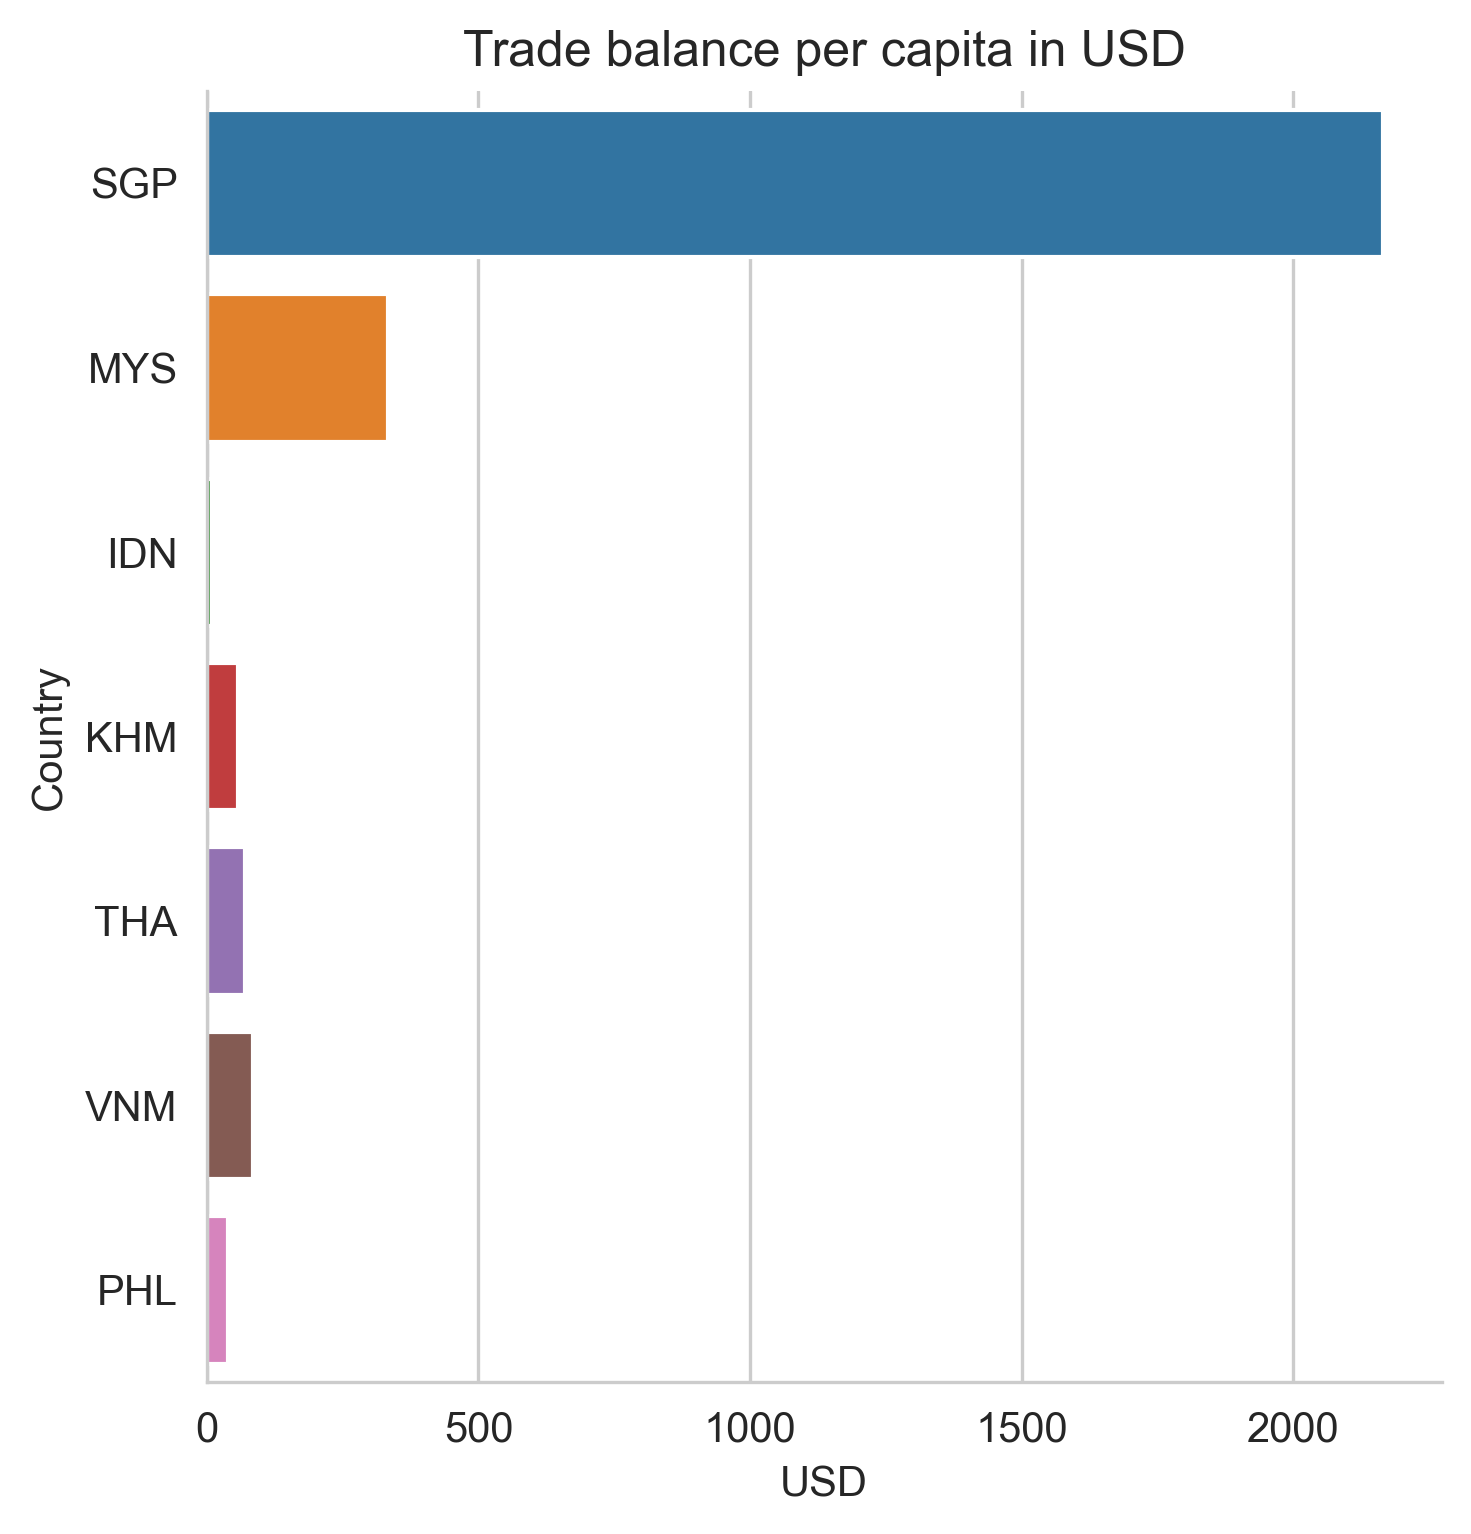 Trade balance per capita in USD
SGP
MYS
IDN
KHM
THA
VNM
PHL
Country
0 500 1000 1500 2000
USD